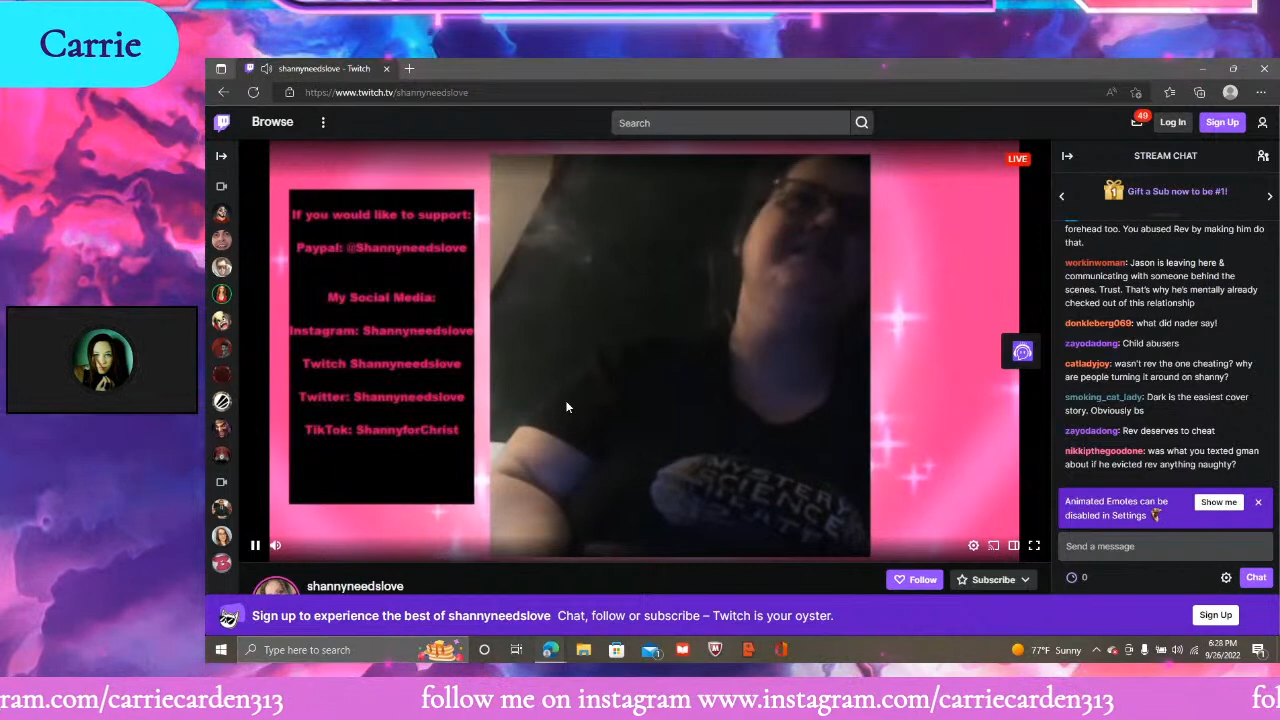 Carrie
shannyneedslove - Twitch
https://www.twitch.tv/shannyneedslove
Browse
Search
49
Log In
Sign Up
LIVE
If you would like to support:
Paypal: @Shannyneedslove
My Social Media:
Instagram: Shannyneedslove
Twitch Shannyneedslove
Twitter: Shannyneedslove
TikTok: ShannyforChrist
MYSTERY
SCIENCE
STREAM CHAT
1
Gift a Sub now to be #1!
forehead too. You abused Rev by making him do
that.
workinwoman: Jason is leaving here &
communicating with someone behind the
scenes. Trust. That's why he's mentally already
checked out of this relationship
donkleberg069: what did nader say!
zayodadong: Child abusers
catladyjoy: wasn't rev the one cheating? why
are people turning it around on shanny?
smoking_cat_lady: Dark is the easiest cover
story. Obviously bs
zayodadong: Rev deserves to cheat
nikkipthegoodone: was what you texted gman
about if he evicted rev anything naughty?
Animated Emotes can be
disabled in Settings
Show me
Send a message
0
Chat
shannyneedslove
Follow
Subscribe
Sign up to experience the best of shannyneedslove Chat, follow or subscribe – Twitch is your oyster.
Sign Up
Type here to search
77°F Sunny
6:28 PM
9/26/2022
ram.com/carriecarden313
follow me on instagram www.instagram.com/carriecarden313
fol